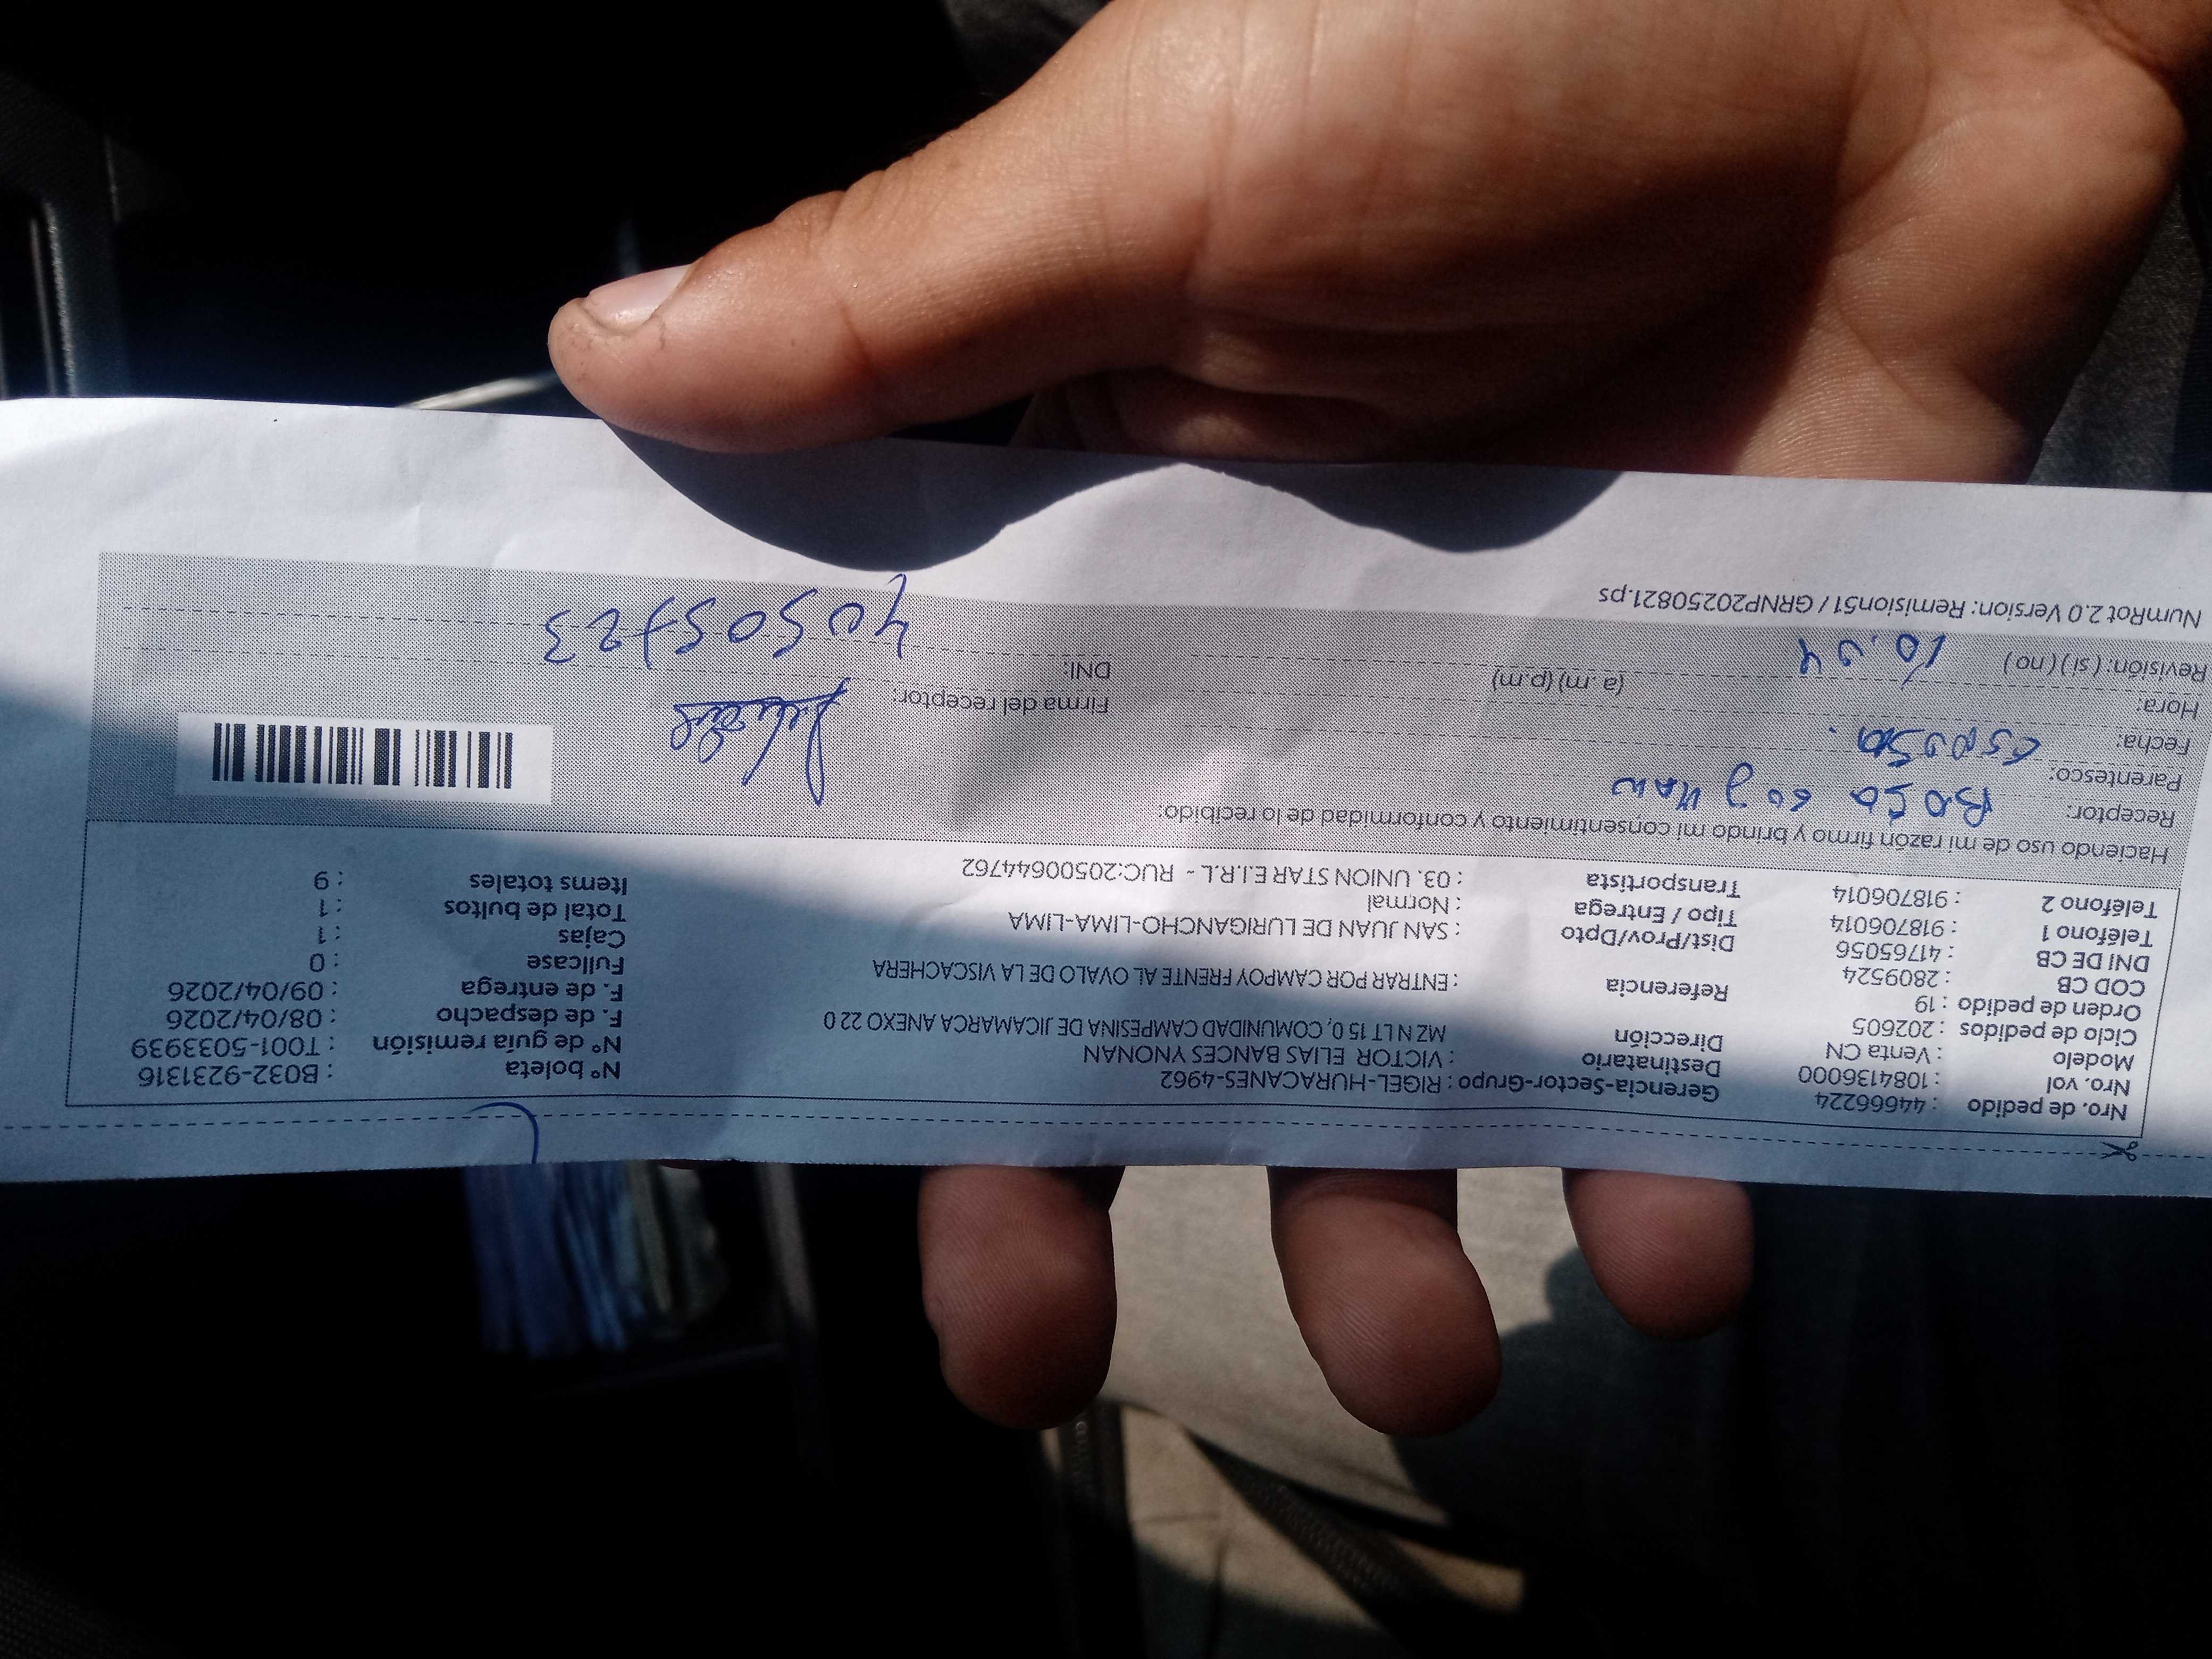 Nro. de pedido : 44666224
Nro. vol : 1084136000
Modelo : Venta CN
Ciclo de pedidos : 202605
Orden de pedido : 19
COD CB : 2809524
DNI DE CB : 41765056
Teléfono 1 : 918706014
Teléfono 2 : 918706014
Gerencia-Sector-Grupo : RIGEL-HURACANES-4962
Destinatario : VICTOR ELIAS BANCES YNONAN
Dirección MZ N LT 15 0, COMUNIDAD CAMPESINA DE JICAMARCA ANEXO 22 0
Referencia : ENTRAR POR CAMPOY FRENTE AL OVALO DE LA VISCACHERA
Dist/Prov/Dpto : SAN JUAN DE LURIGANCHO-LIMA-LIMA
Tipo / Entrega : Normal
Transportista : 03. UNION STAR E.I.R.L - RUC:20500644762
N° boleta : B032-9231316
N° de guía remisión : T001-5033939
F. de despacho : 08/04/2026
F. de entrega : 09/04/2026
Fullcase : 0
Cajas : 1
Total de bultos : 1
Items totales : 9
Haciendo uso de mi razón firmo y brindo mi consentimiento y conformidad de lo recibido:
Receptor: Rosa
Parentesco: esposa.
Fecha:
Hora: (a. m) (p.m)
10.04
Revisión: ( si ) ( no )
Firma del receptor:
DNI:
NumRot 2.0 Version: Remision51 / GRNP20250821.ps